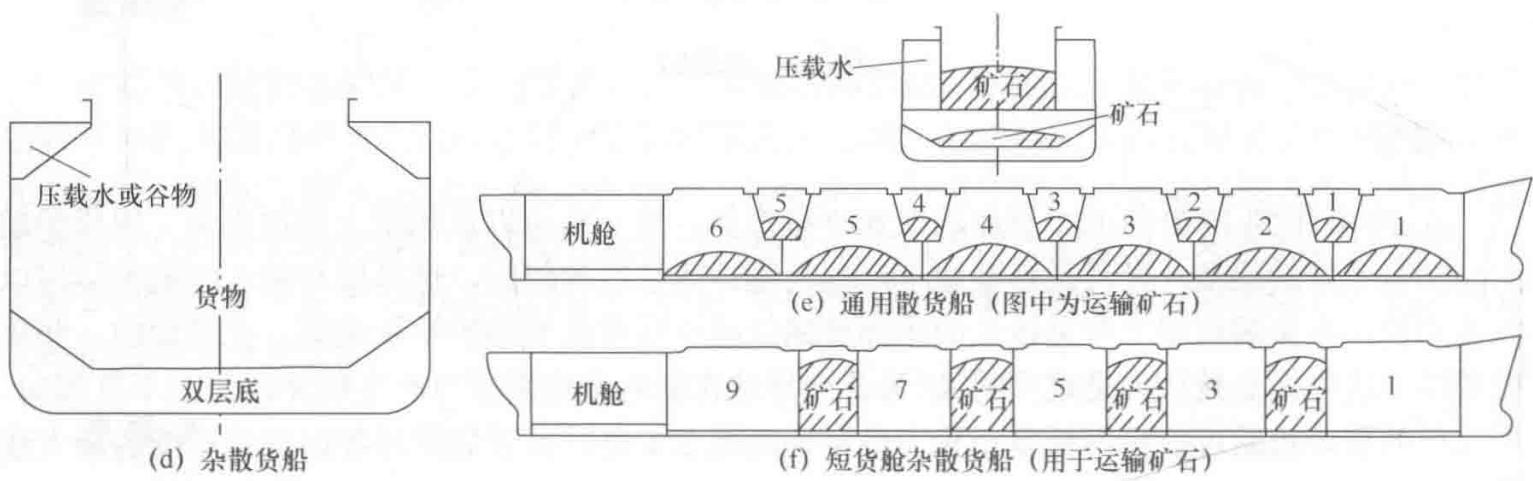 压载水或谷物
货物
双层底
(d) 杂散货船
压载水
矿石
矿石
机舱 6 5 5 4 4 3 3 2 2 1 1
(e) 通用散货船 (图中为运输矿石)
机舱 9 矿石 7 矿石 5 矿石 3 矿石 1
(f) 短货舱杂散货船 (用于运输矿石)